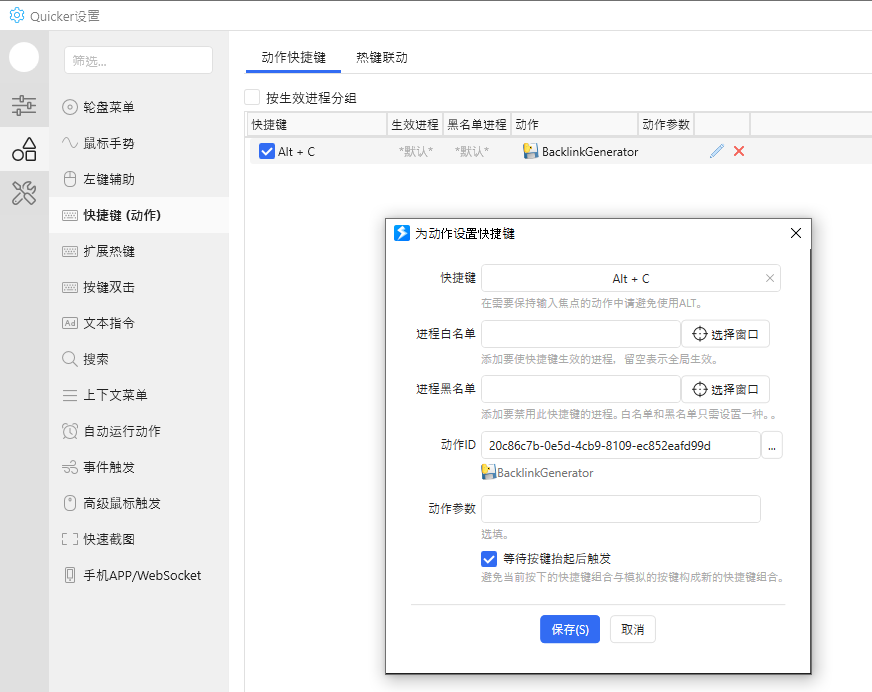 Quicker设置
筛选...
轮盘菜单
鼠标手势
左键辅助
快捷键 (动作)
扩展热键
按键双击
Ad 文本指令
搜索
上下文菜单
自动运行动作
事件触发
高级鼠标触发
快速截图
手机APP/WebSocket
动作快捷键 热键联动
按生效进程分组
快捷键 生效进程 黑名单进程 动作 动作参数
Alt + C *默认* *默认* BacklinkGenerator
为动作设置快捷键
快捷键 Alt + C
在需要保持输入焦点的动作中请避免使用ALT。
进程白名单 选择窗口
添加要使快捷键生效的进程，留空表示全局生效。
进程黑名单 选择窗口
添加要禁用此快捷键的进程。白名单和黑名单只需设置一种。。
动作ID 20c86c7b-0e5d-4cb9-8109-ec852eafd99d ...
BacklinkGenerator
动作参数
选填。
等待按键抬起后触发
避免当前按下的快捷键组合与模拟的按键构成新的快捷键组合。
保存(S) 取消